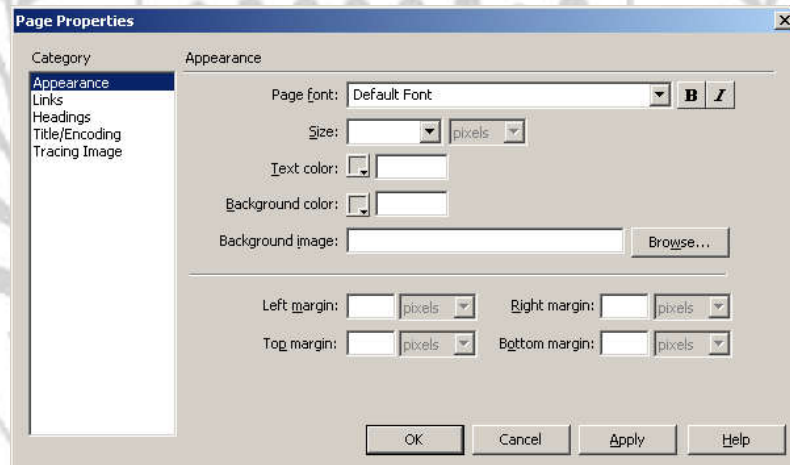 Page Properties
Category
Appearance
Links
Headings
Title/Encoding
Tracing Image
Appearance
Page font: Default Font B I
Size: pixels
Text color:
Background color:
Background image: Browse...
Left margin: pixels Right margin: pixels
Top margin: pixels Bottom margin: pixels
OK Cancel Apply Help